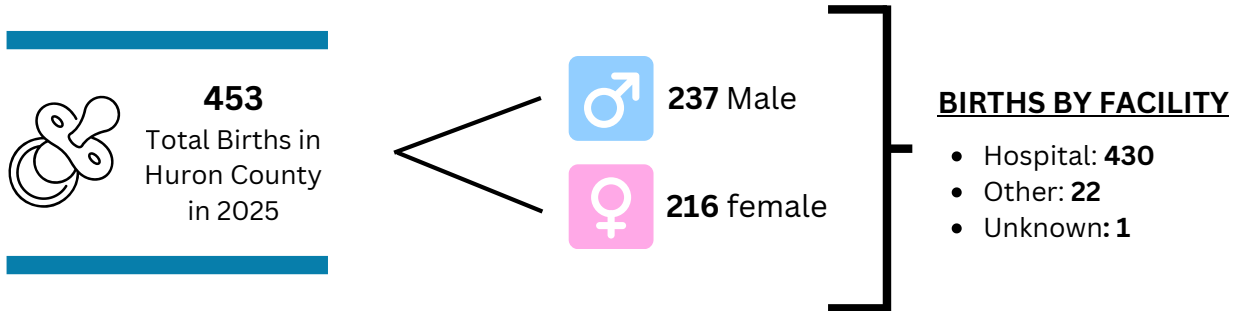 453
Total Births in
Huron County
in 2025
237 Male
216 female
BIRTHS BY FACILITY
• Hospital: 430
• Other: 22
• Unknown: 1